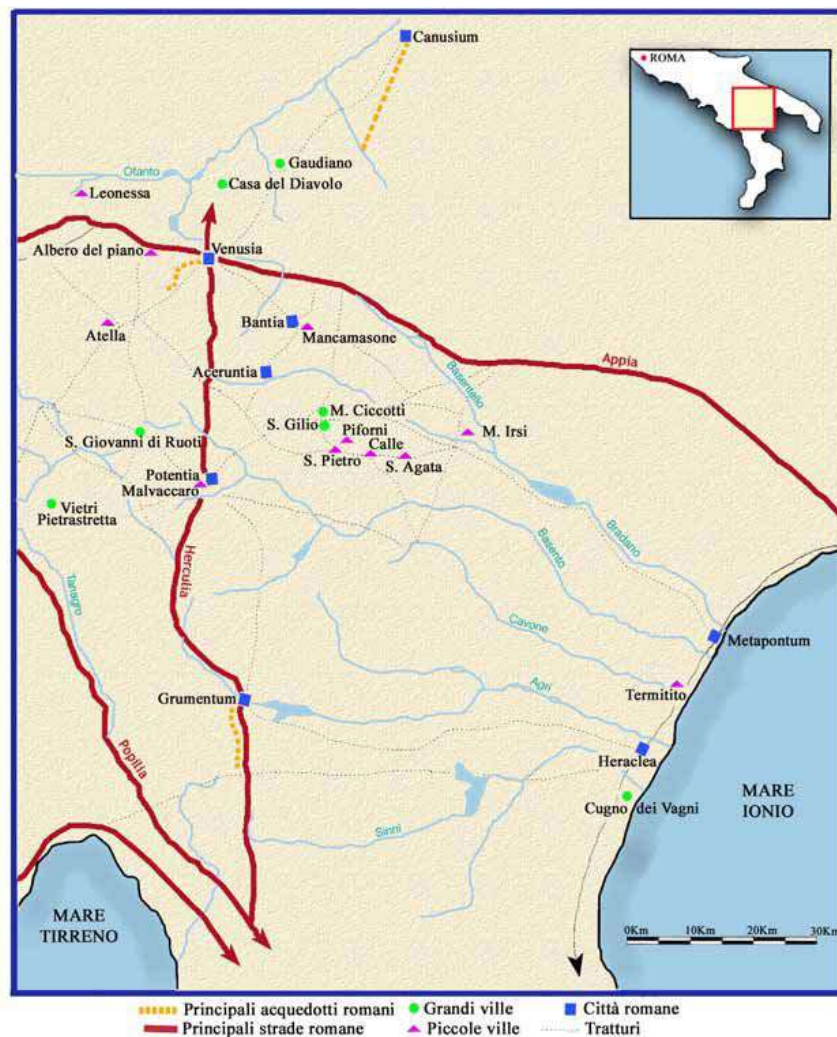 Canusium
ROMA
Gaudiano
Otanto
Casa del Diavolo
Leonessa
Albero del piano
Venusia
Bantia
Mancamasone
Atella
Appia
Aceruntia
Basentello
M. Ciccotti
S. Gilio
Piforni
M. Irsi
S. Giovanni di Ruoti
Calle
S. Pietro
S. Agata
Potentia
Malvaccaro
Vietri
Pietrastretta
Bradano
Basento
Herculia
Tanagro
Cavone
Metapontum
Agri
Termitito
Grumentum
Popilia
Heraclea
MARE
IONIO
Cugno dei Vagni
Sinni
MARE
TIRRENO
0Km 10Km 20Km 30Km
Principali acquedotti romani Grandi ville Città romane
Principali strade romane Piccole ville Tratturi